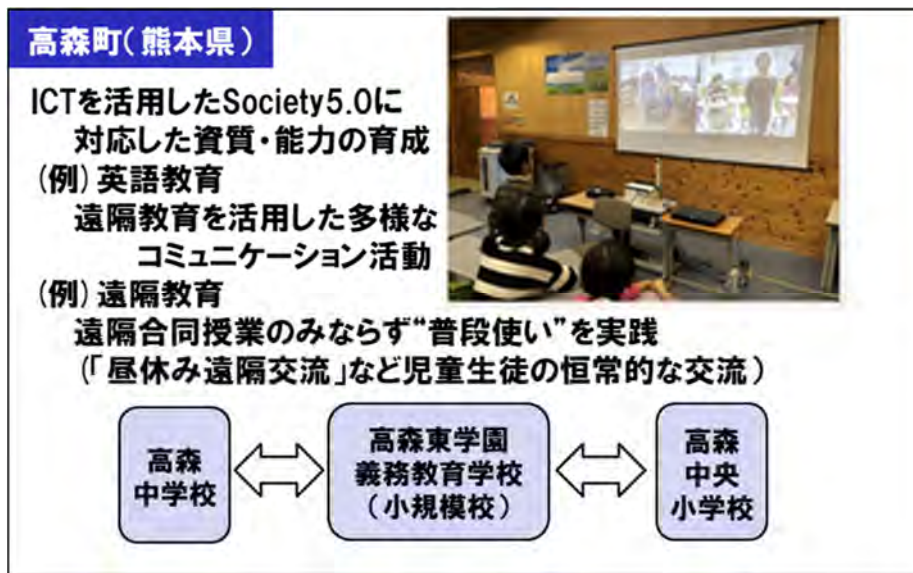 高森町(熊本県)
ICTを活用したSociety5.0に
対応した資質・能力の育成
(例)英語教育
遠隔教育を活用した多様な
コミュニケーション活動
(例)遠隔教育
遠隔合同授業のみならず“普段使い”を実践
(「昼休み遠隔交流」など児童生徒の恒常的な交流)
高森
中学校
高森東学園
義務教育学校
(小規模校)
高森
中央
小学校